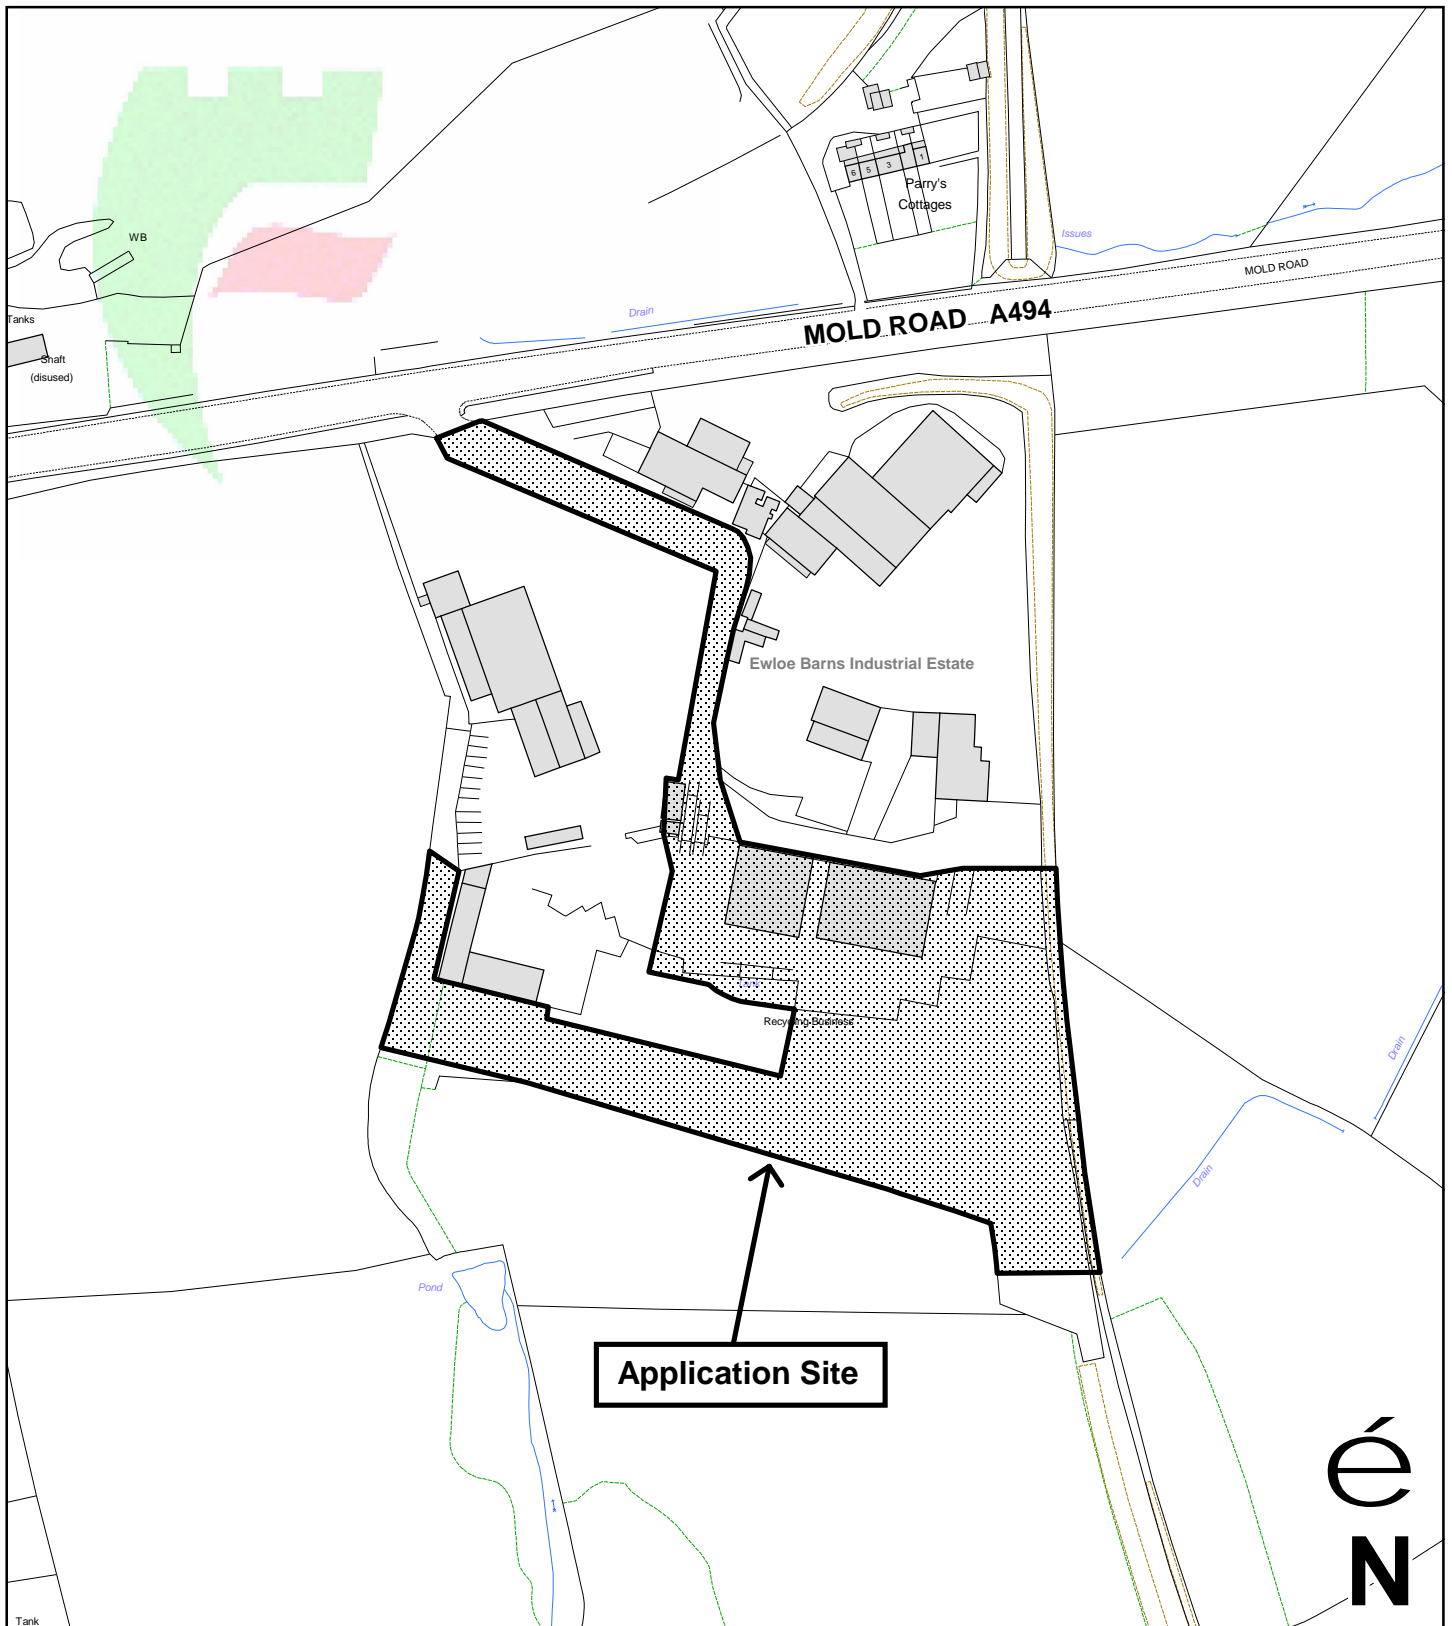 Parry's
Cottages
6 5 3 1
WB
Issues
MOLD ROAD
Drain
MOLD ROAD A494
Tanks
Shaft
(disused)
Ewloe Barns Industrial Estate
Tank
Recycling Business
Drain
Drain
Pond
Application Site
é
N
Tank